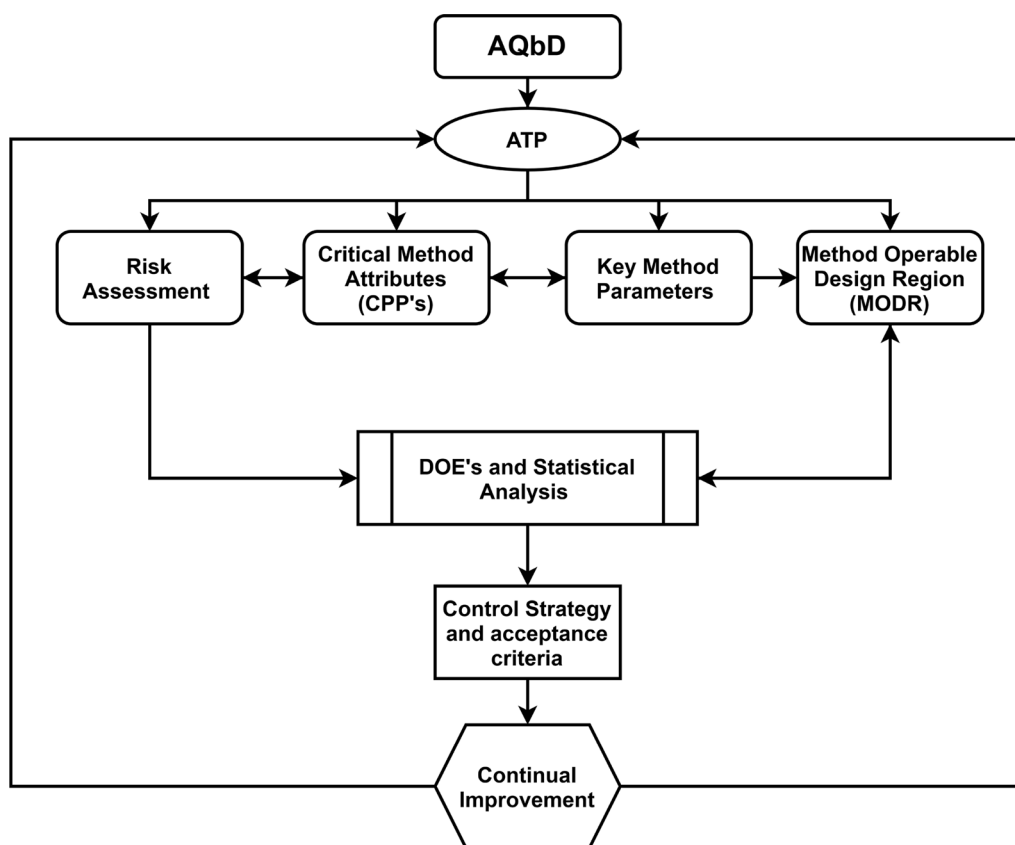 AQbD
ATP
Risk
Assessment
Critical Method
Attributes
(CPP's)
Key Method
Parameters
Method Operable
Design Region
(MODR)
DOE's and Statistical
Analysis
Control Strategy
and acceptance
criteria
Continual
Improvement